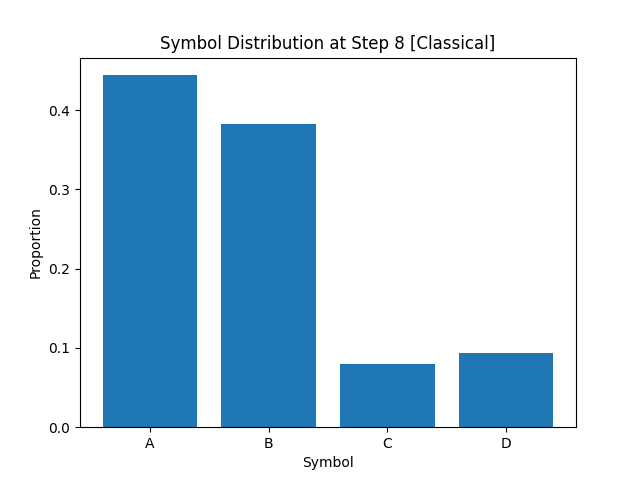 Symbol Distribution at Step 8 [Classical]
Proportion
0.4
0.3
0.2
0.1
0.0
A B C D
Symbol